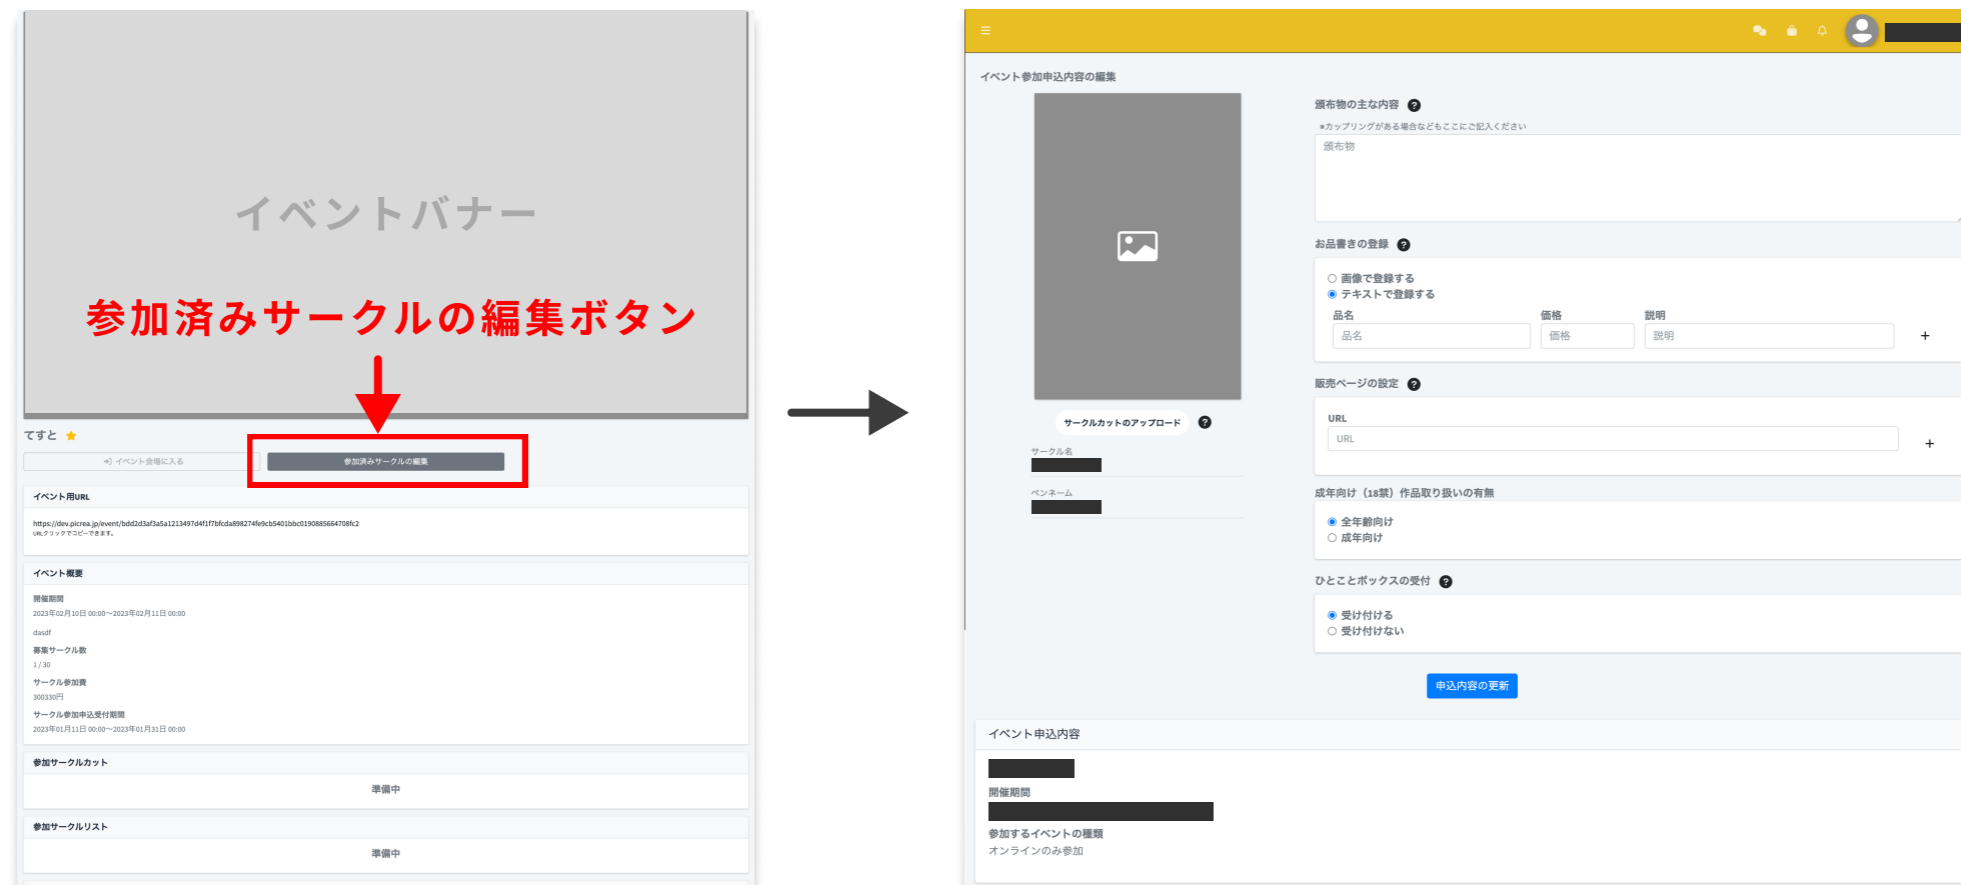 イベントバナー
参加済みサークルの編集ボタン
てすと
イベント会場に入る
参加済みサークルの編集
イベント用URL
https://dev.picrea.jp/event/bdd2d3af3a5a1213497d4f1f7bfcda898274fe9cb5401bbc0190885664708fc2
URLクリックでコピーできます。
イベント概要
開催期間
2023年02月10日 00:00～2023年02月11日 00:00
dasdf
募集サークル数
1 / 30
サークル参加費
300330円
サークル参加申込受付期間
2023年01月11日 00:00～2023年01月31日 00:00
参加サークルカット
準備中
参加サークルリスト
準備中
イベント参加申込内容の編集
サークルカットのアップロード ?
サークル名
ペンネーム
頒布物の主な内容 ?
*カップリングがある場合などもここにご記入ください
頒布物
お品書きの登録 ?
画像で登録する
テキストで登録する
品名 価格 説明
品名 価格 説明 +
販売ページの設定 ?
URL
URL +
成年向け（18禁）作品取り扱いの有無
全年齢向け
成年向け
ひとことボックスの受付 ?
受け付ける
受け付けない
申込内容の更新
イベント申込内容
開催期間
参加するイベントの種類
オンラインのみ参加